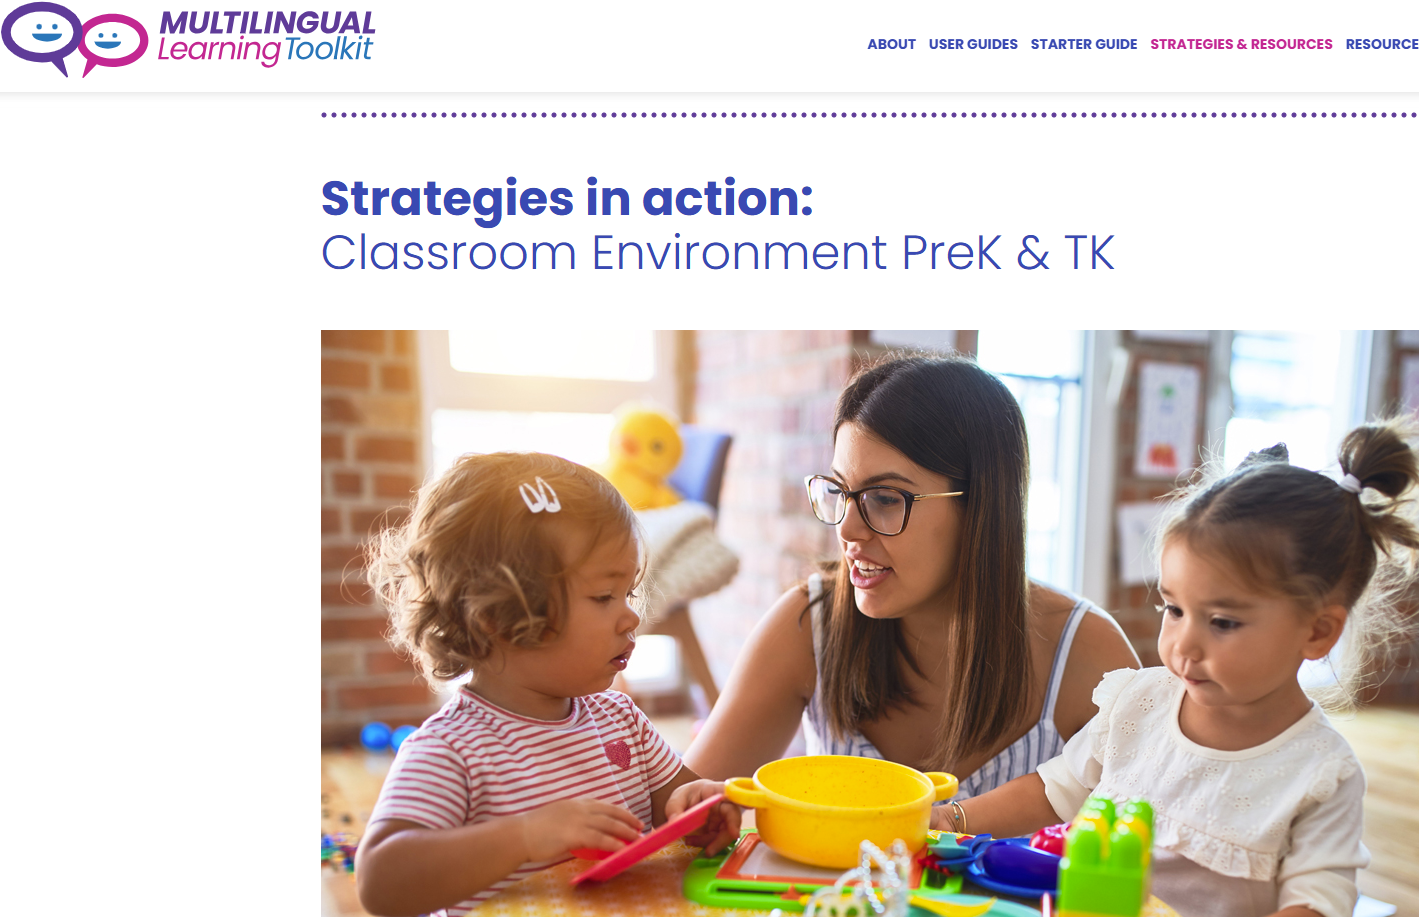 MULTILINGUAL
Learning Toolkit
ABOUT USER GUIDES STARTER GUIDE STRATEGIES & RESOURCES RESOURCE
Strategies in action:
Classroom Environment PreK & TK